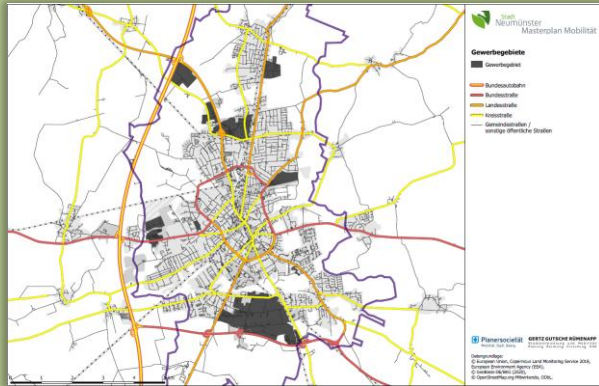 Stadt
Neumünster
Masterplan Mobilität
Gewerbegebiete
Gewerbegebiet
Bundesautobahn
Bundesstraße
Landesstraße
Kreisstraße
Gemeindestraßen /
sonstige öffentliche Straßen
Planersocietät
GERTZ GUTSCHE RÜMENAPP
Datengrundlage:
© European Union, Copernicus Land Monitoring Service 2018,
European Environment Agency (EEA),
© OpenStreetMap.org Mitwirkende, ODbL.